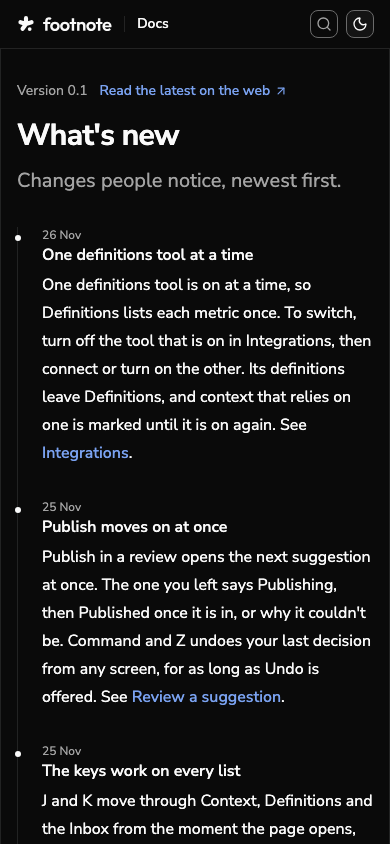 footnote
Docs
Version 0.1
Read the latest on the web ↗
What's new
Changes people notice, newest first.
26 Nov
One definitions tool at a time
One definitions tool is on at a time, so
Definitions lists each metric once. To switch,
turn off the tool that is on in Integrations, then
connect or turn on the other. Its definitions
leave Definitions, and context that relies on
one is marked until it is on again. See
Integrations.
25 Nov
Publish moves on at once
Publish in a review opens the next suggestion
at once. The one you left says Publishing,
then Published once it is in, or why it couldn't
be. Command and Z undoes your last decision
from any screen, for as long as Undo is
offered. See Review a suggestion.
25 Nov
The keys work on every list
J and K move through Context, Definitions and
the Inbox from the moment the page opens,